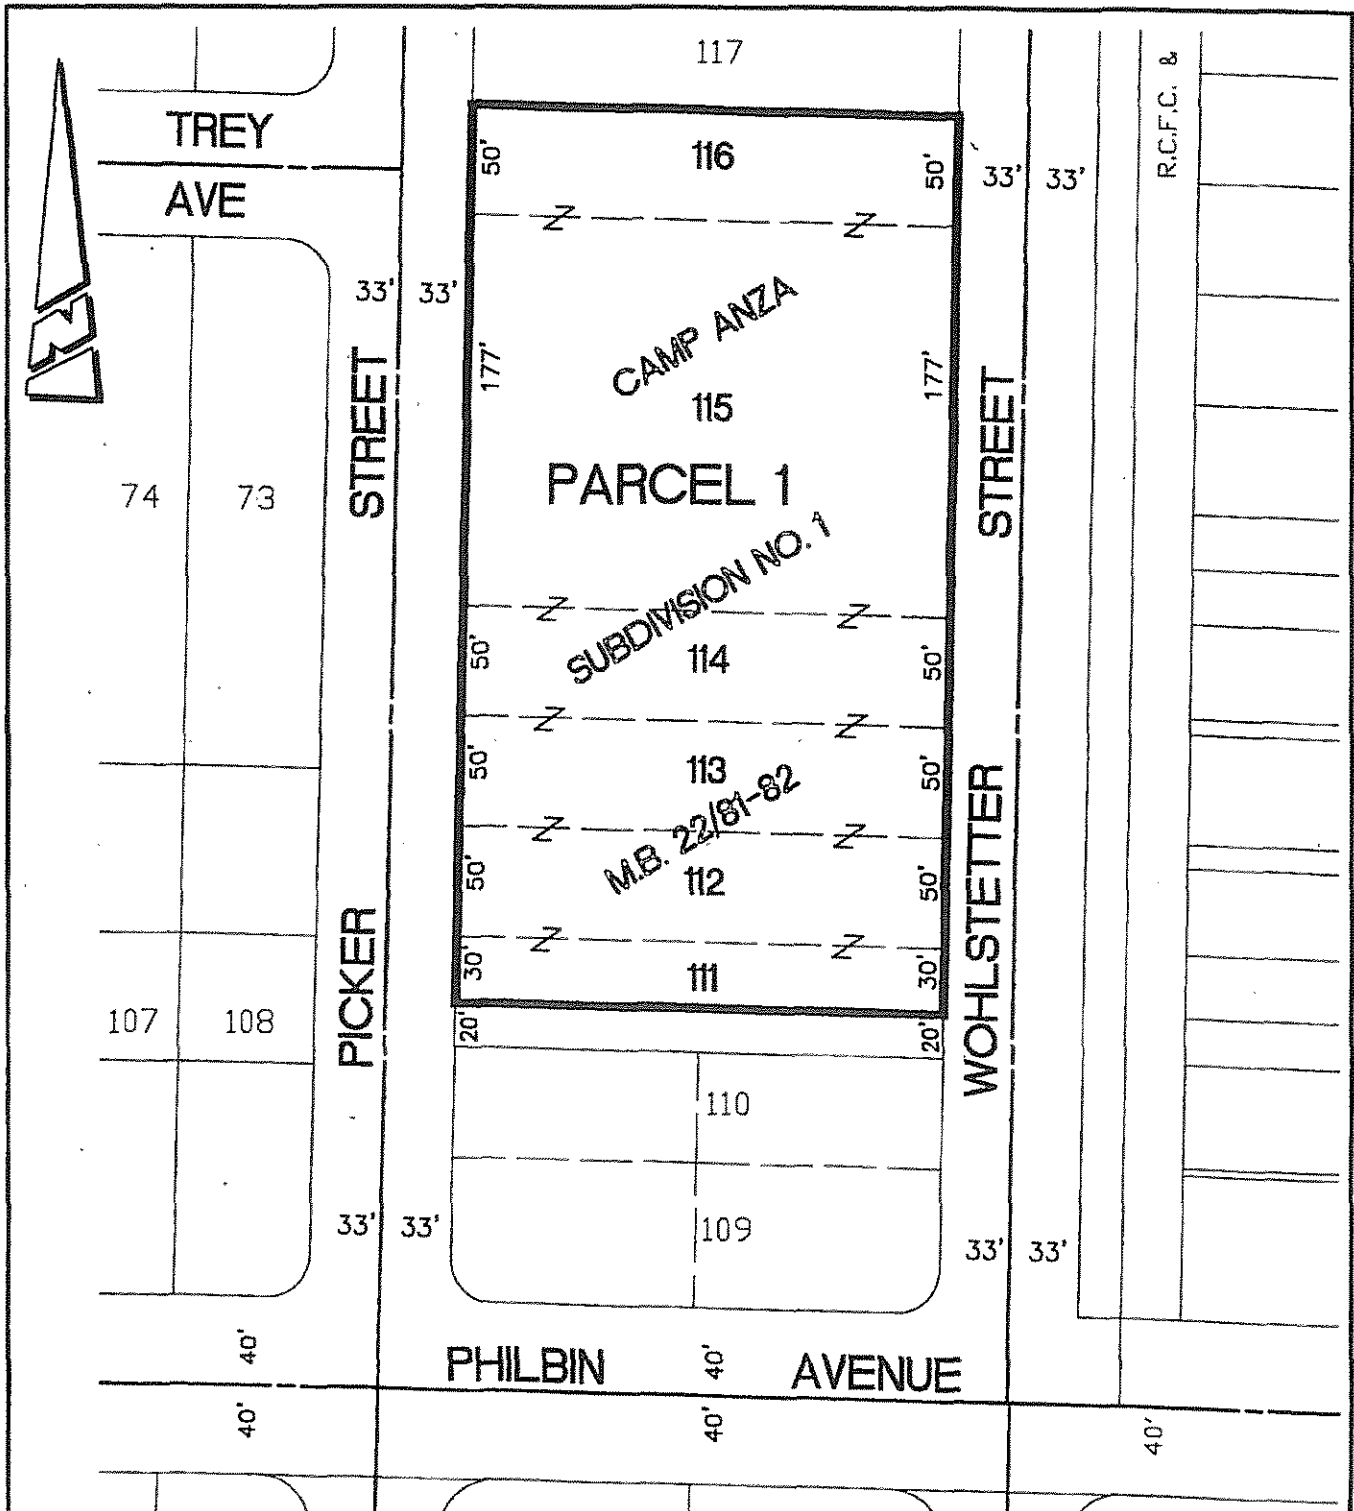 117
R.C.F.C. &
TREY
AVE
50'
116
50'
33' 33'
33' 33'
CAMP ANZA
177'
177'
115
STREET
STREET
PARCEL 1
74
73
SUBDIVISION NO. 1
50'
114
50'
50'
113
50'
M.B. 22/81-82
50'
112
50'
WOHLSTETTER
PICKER
30'
111
30'
107
108
20'
20'
110
109
33' 33'
33' 33'
40'
PHILBIN
40'
AVENUE
40'
40'
40'
N